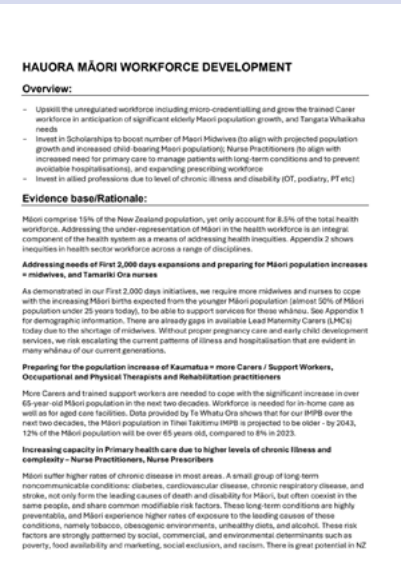 HAUORA MĀORI WORKFORCE DEVELOPMENT
Overview:
– Upskill the unregulated workforce including micro-credentialling and grow the trained Carer
workforce in anticipation of significant elderly Maori population growth, and Tangata Whaikaha
needs
– Invest in Scholarships to boost number of Maori Midwives (to align with projected population
growth and increased child-bearing Maori population); Nurse Practitioners (to align with
increased need for primary care to manage patients with long-term conditions and to prevent
avoidable hospitalisations), and expanding prescribing workforce
– Invest in allied professions due to level of chronic illness and disability (OT, podiatry, PT etc)
Evidence base/Rationale:
Māori comprise 15% of the New Zealand population, yet only account for 8.5% of the total health
workforce. Addressing the under-representation of Māori in the health workforce is an integral
component of the health system as a means of addressing health inequities. Appendix 2 shows
inequities in health sector workforce across a range of disciplines.
Addressing needs of First 2,000 days expansions and preparing for Māori population increases
= midwives, and Tamariki Ora nurses
As demonstrated in our First 2,000 days initiatives, we require more midwives and nurses to cope
with the increasing Māori births expected from the younger Māori population (almost 50% of Māori
population under 25 years today), to be able to support services for these whānau. See Appendix 1
for demographic information. There are already gaps in available Lead Maternity Carers (LMCs)
today due to the shortage of midwives. Without proper pregnancy care and early child development
services, we risk escalating the current patterns of illness and hospitalisation that are evident in
many whānau of our current generations.
Preparing for the population increase of Kaumatua = more Carers / Support Workers,
Occupational and Physical Therapists and Rehabilitation practitioners
More Carers and trained support workers are needed to cope with the significant increase in over
65-year-old Māori population in the next two decades. Workforce is needed for in-home care as
well as for aged care facilities. Data provided by Te Whatu Ora shows that for our IMPB over the
next two decades, the Māori population in Tihei Takitimu IMPB is projected to be older - by 2043,
12% of the Māori population will be over 65 years old, compared to 8% in 2023.
Increasing capacity in Primary health care due to higher levels of chronic Illness and
complexity – Nurse Practitioners, Nurse Prescribers
Māori suffer higher rates of chronic disease in most areas. A small group of long-term
noncommunicable conditions: diabetes, cardiovascular disease, chronic respiratory disease, and
stroke, not only form the leading causes of death and disability for Māori, but often coexist in the
same people, and share common modifiable risk factors. These long-term conditions are highly
preventable, and Māori experience higher rates of exposure to the leading causes of these
conditions, namely tobacco, obesogenic environments, unhealthy diets, and alcohol. These risk
factors are strongly patterned by social, commercial, and environmental determinants such as
poverty, food availability and marketing, social exclusion, and racism. There is great potential in NZ